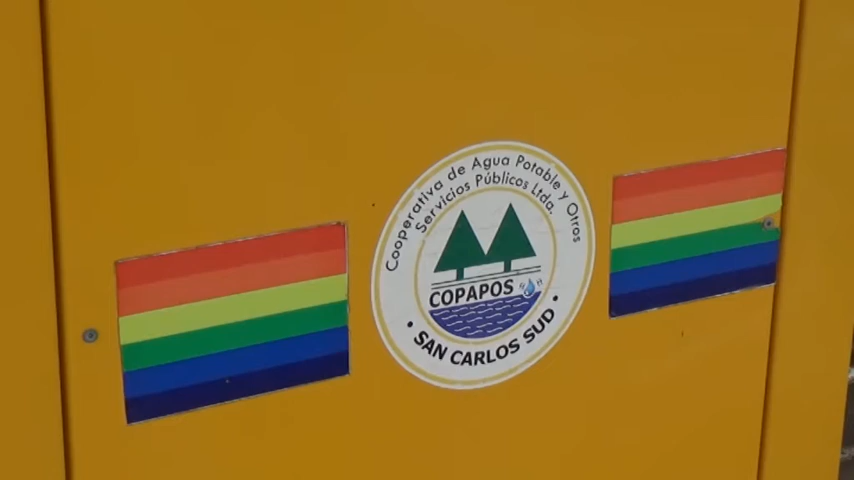 Cooperativa de Agua Potable Y Otros
Servicios Públicos Ltda.
COPAPOS
• SAN CARLOS SUD •